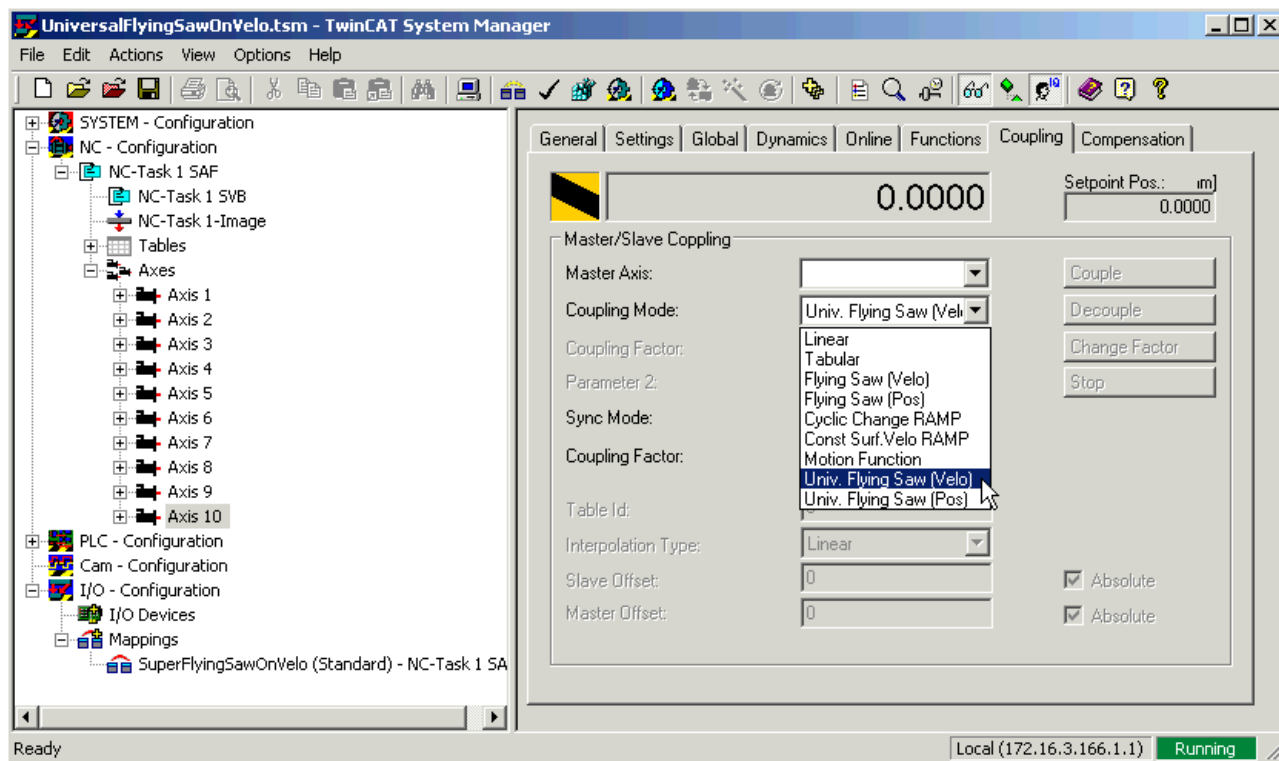 UniversalFlyingSawOnVelo.tsm - TwinCAT System Manager
File Edit Actions View Options Help
SYSTEM - Configuration
NC - Configuration
NC-Task 1 SAF
NC-Task 1 SVB
NC-Task 1-Image
Tables
Axes
Axis 1
Axis 2
Axis 3
Axis 4
Axis 5
Axis 6
Axis 7
Axis 8
Axis 9
Axis 10
PLC - Configuration
Cam - Configuration
I/O - Configuration
I/O Devices
Mappings
SuperFlyingSawOnVelo (Standard) - NC-Task 1 SA
General Settings Global Dynamics Online Functions Coupling Compensation
0.0000
Setpoint Pos.: m]
0.0000
Master/Slave Coppling
Master Axis:
Couple
Coupling Mode: Univ. Flying Saw (Vel
Decouple
Coupling Factor:
Change Factor
Parameter 2:
Stop
Sync Mode:
Coupling Factor:
Linear
Tabular
Flying Saw (Velo)
Flying Saw (Pos)
Cyclic Change RAMP
Const Surf.Velo RAMP
Motion Function
Univ. Flying Saw (Velo)
Univ. Flying Saw (Pos)
Table Id:
Interpolation Type: Linear
Slave Offset: 0 Absolute
Master Offset: 0 Absolute
Ready
Local (172.16.3.166.1.1) Running